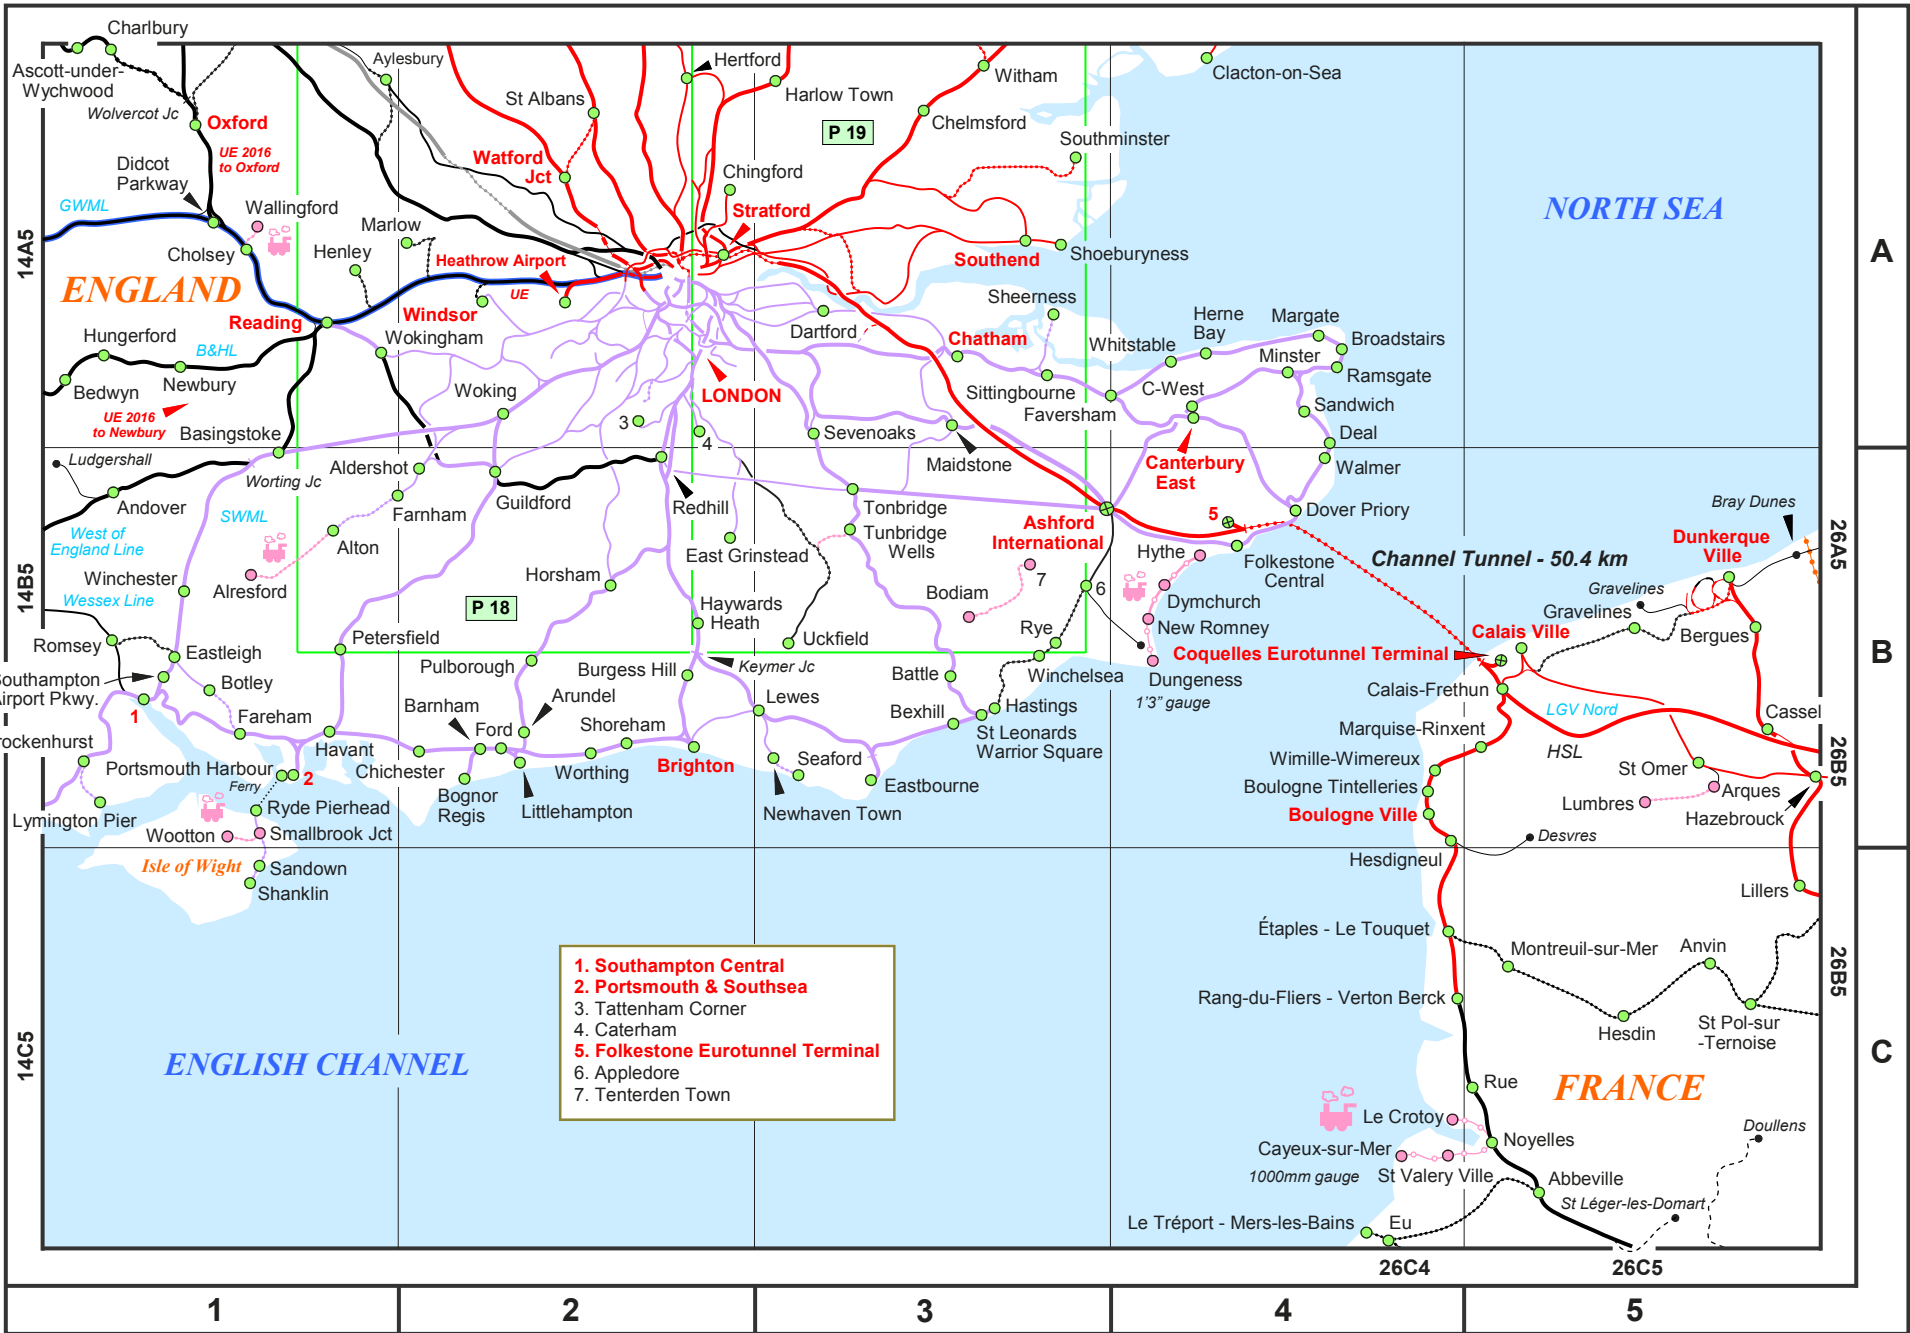 Charlbury
Ascott-under-
Wychwood
Wolvercot Jc
Oxford
UE 2016
to Oxford
Didcot
Parkway
GWML
Wallingford
Cholsey
ENGLAND
Reading
Hungerford
B&HL
Bedwyn
Newbury
UE 2016
to Newbury
Basingstoke
Aylesbury
St Albans
Watford
Jct
Marlow
Henley
Heathrow Airport
UE
Windsor
Wokingham
Woking
3
4
LONDON
Hertford
Harlow Town
P 19
Chingford
Stratford
Witham
Chelmsford
Southminster
Southend
Shoeburyness
Sheerness
Dartford
Chatham
Sittingbourne
Faversham
Sevenoaks
Maidstone
Clacton-on-Sea
NORTH SEA
Whitstable
Herne
Bay
Margate
Broadstairs
Minster
Ramsgate
C-West
Sandwich
Deal
Walmer
Canterbury
East
Ludgershall
Andover
Worting Jc
SWML
West of
England Line
Winchester
Wessex Line
Alresford
Romsey
Eastleigh
Southampton
Airport Pkwy.
Botley
1
Fareham
rockenhurst
Portsmouth Harbour
2
Ferry
Lymington Pier
Ryde Pierhead
Wootton
Smallbrook Jct
Isle of Wight
Sandown
Shanklin
Aldershot
Farnham
Alton
Guildford
Redhill
East Grinstead
Horsham
P 18
Haywards
Heath
Petersfield
Pulborough
Burgess Hill
Keymer Jc
Havant
Chichester
Barnham
Ford
Arundel
Bognor
Regis
Littlehampton
Shoreham
Worthing
Brighton
Tonbridge
Tunbridge
Wells
Uckfield
Lewes
Newhaven Town
Seaford
Eastbourne
Battle
Bexhill
Hastings
St Leonards
Warrior Square
Ashford
International
Bodiam
7
6
Rye
Winchelsea
5
Dover Priory
Folkestone
Central
Hythe
Dymchurch
New Romney
Dungeness
1'3" gauge
Channel Tunnel - 50.4 km
Coquelles Eurotunnel Terminal
Calais Ville
Calais-Frethun
Marquise-Rinxent
Wimille-Wimereux
Boulogne Tintelleries
Boulogne Ville
Hesdigneul
Desvres
Bray Dunes
Dunkerque
Ville
Gravelines
Gravelines
Bergues
LGV Nord
HSL
Cassel
St Omer
Arques
Lumbres
Hazebrouck
Lillers
Étaples - Le Touquet
Montreuil-sur-Mer
Anvin
Rang-du-Fliers - Verton Berck
Hesdin
St Pol-sur
-Ternoise
Rue
FRANCE
Le Crotoy
Noyelles
Cayeux-sur-Mer
1000mm gauge
St Valery Ville
Abbeville
Doullens
St Léger-les-Domart
Le Tréport - Mers-les-Bains
Eu
ENGLISH CHANNEL
1. Southampton Central
2. Portsmouth & Southsea
3. Tattenham Corner
4. Caterham
5. Folkestone Eurotunnel Terminal
6. Appledore
7. Tenterden Town
14A5
14B5
14C5
26A5
26B5
26B5
26C4
26C5
A
B
C
1
2
3
4
5